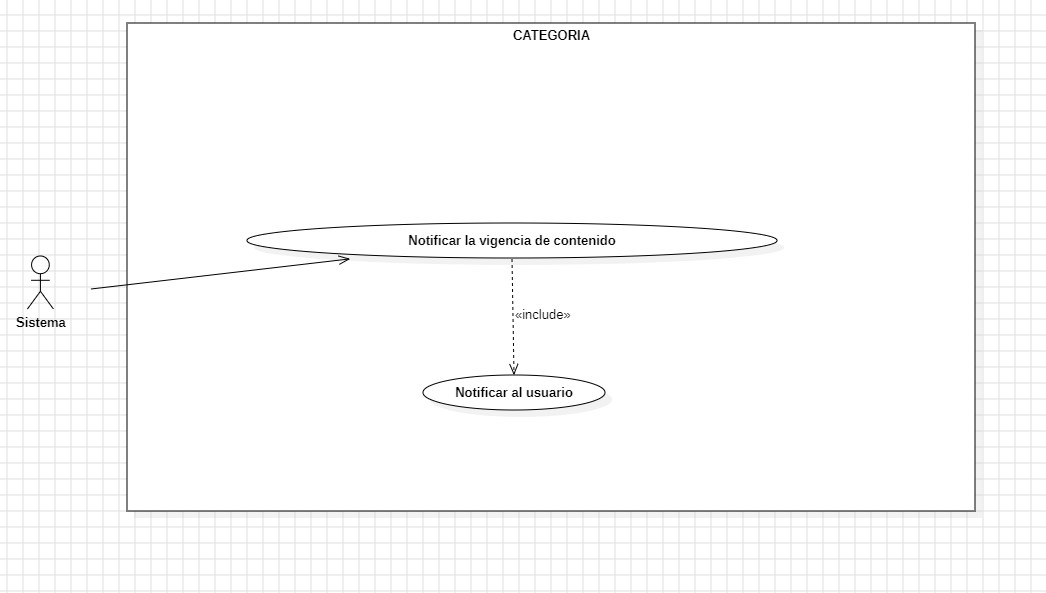 CATEGORIA
Notificar la vigencia de contenido
Sistema
«include»
Notificar al usuario